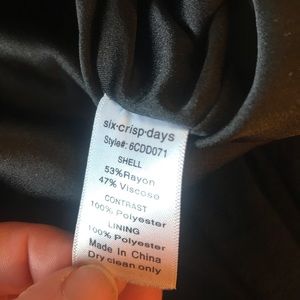 six·crisp·days
Style#: 6CDD071
SHELL
53%Rayon
47% Viscose
CONTRAST
100% Polyester
LINING
100% Polyester
Made In China
Dry clean only